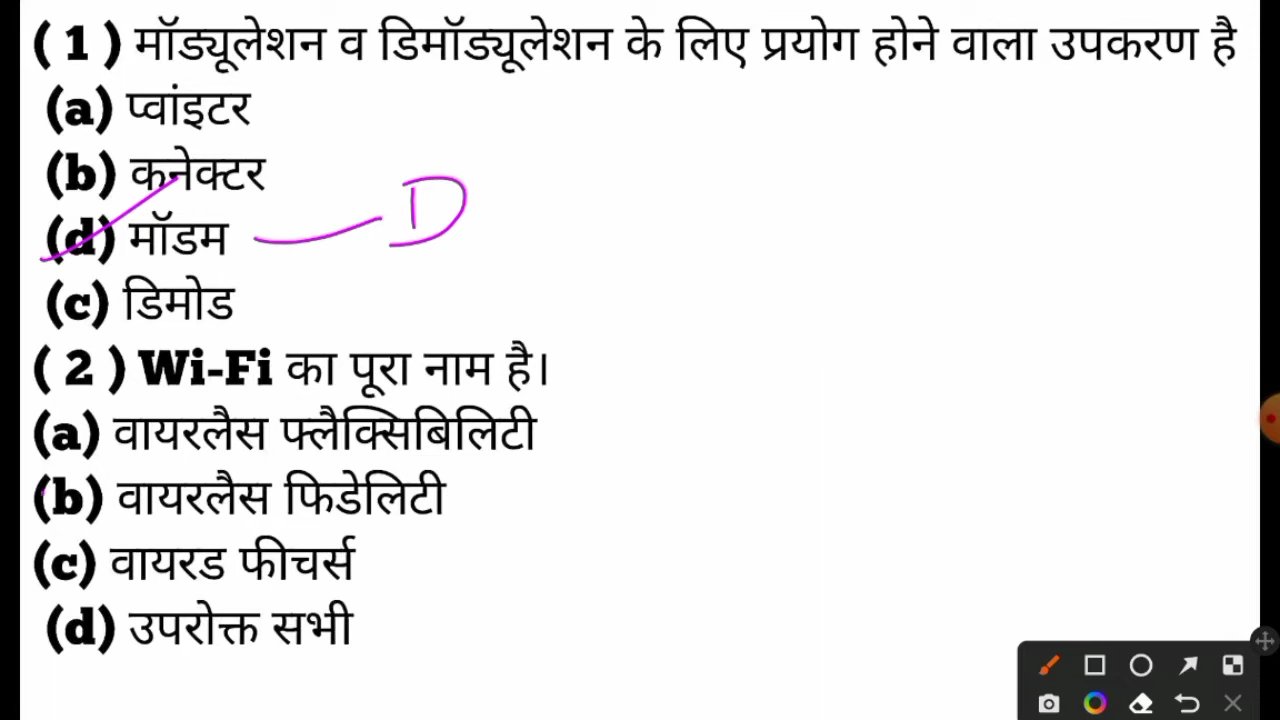 ( 1 ) मॉड्यूलेशन व डिमॉड्यूलेशन के लिए प्रयोग होने वाला उपकरण है
(a) प्वांइटर
(b) कनेक्टर
(d) मॉडम D
(c) डिमोड
( 2 ) Wi-Fi का पूरा नाम है।
(a) वायरलैस फ्लैक्सिबिलिटी
(b) वायरलैस फिडेलिटी
(c) वायरड फीचर्स
(d) उपरोक्त सभी